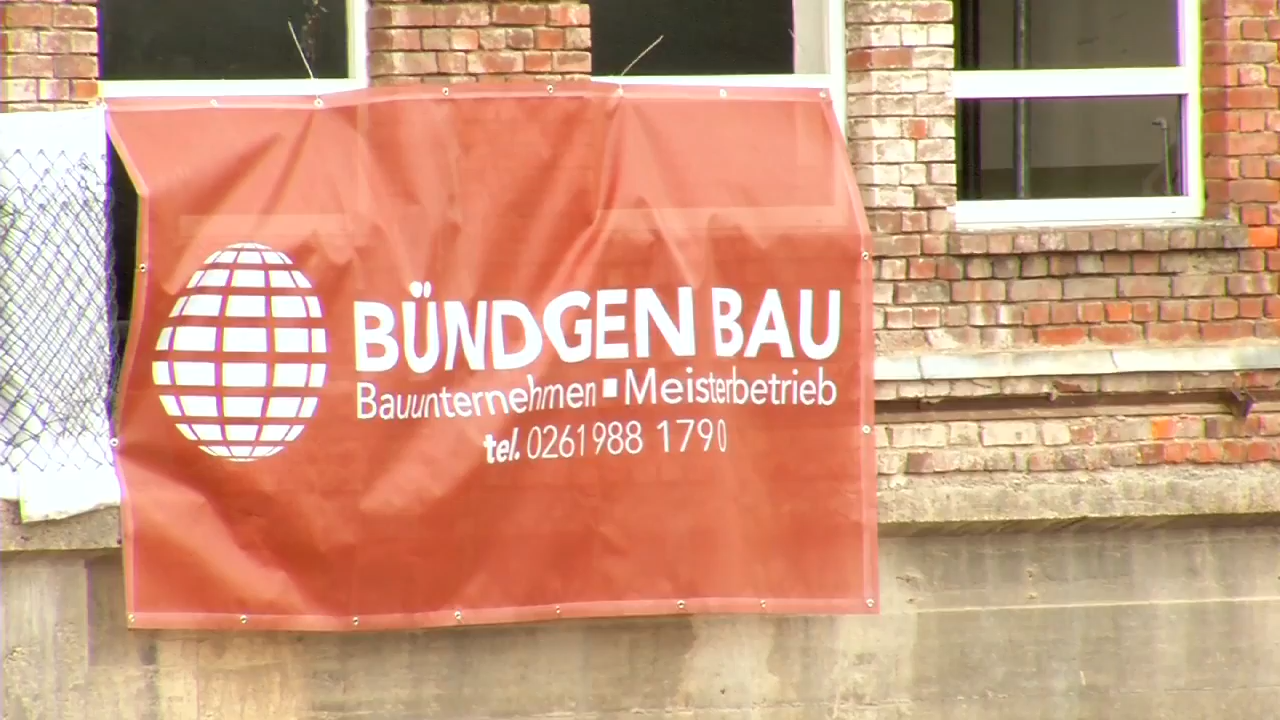 BÜNDGEN BAU
Bauunternehmen ▪ Meisterbetrieb
tel. 0261 988 1790